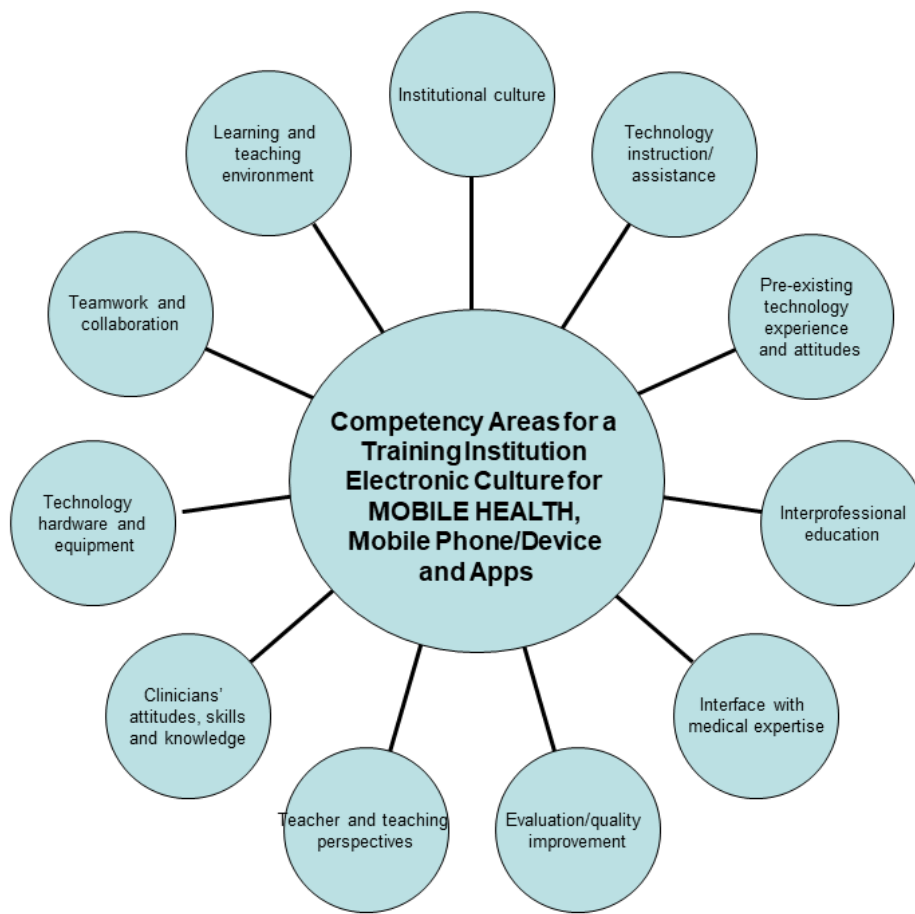 Institutional culture
Technology
instruction/
assistance
Pre-existing
technology
experience
and attitudes
Interprofessional
education
Interface with
medical expertise
Evaluation/quality
improvement
Teacher and teaching
perspectives
Clinicians’
attitudes, skills
and knowledge
Technology
hardware and
equipment
Teamwork and
collaboration
Learning and
teaching
environment
Competency Areas for a
Training Institution
Electronic Culture for
MOBILE HEALTH,
Mobile Phone/Device
and Apps